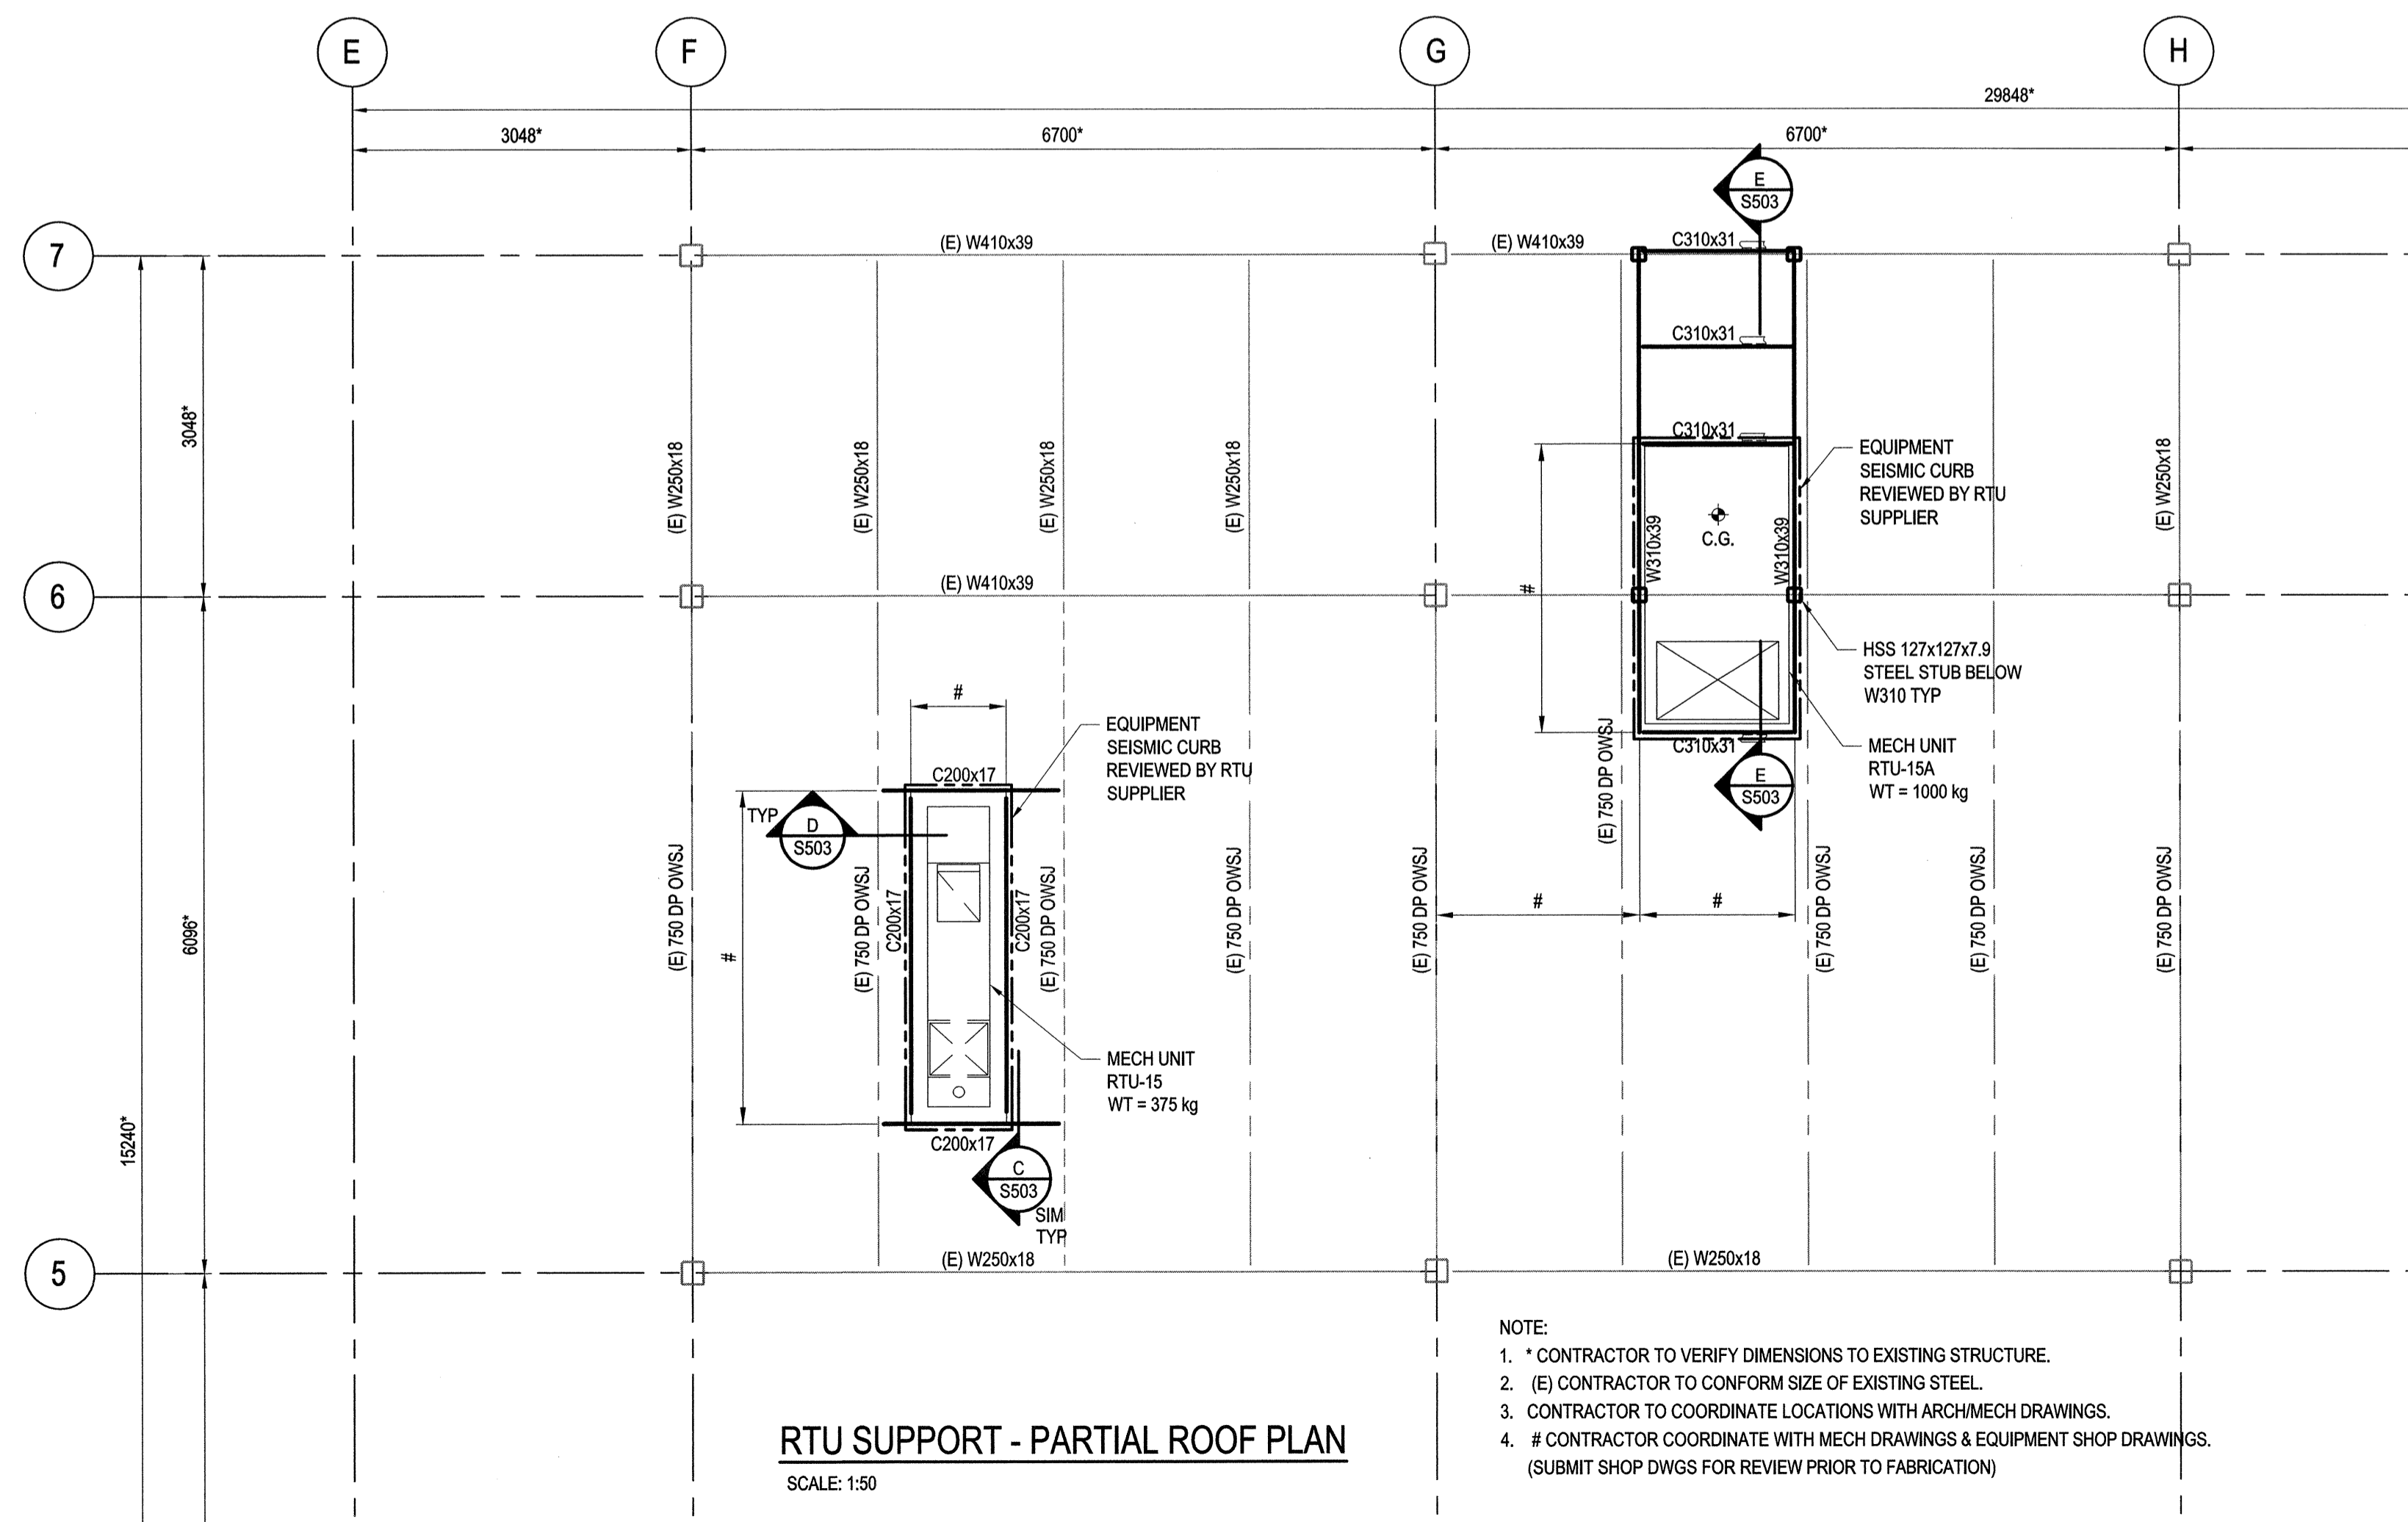 E
F
G
H
29848*
3048*
6700*
6700*
E
S503
7
(E) W410x39
(E) W410x39
C310x31
C310x31
3048*
(E) W250x18
(E) W250x18
(E) W250x18
(E) W250x18
C310x31
EQUIPMENT
SEISMIC CURB
REVIEWED BY RTU
SUPPLIER
(E) W250x18
C.G.
W310x39
W310x39
6
(E) W410x39
#
HSS 127x127x7.9
STEEL STUB BELOW
W310 TYP
#
EQUIPMENT
SEISMIC CURB
REVIEWED BY RTU
SUPPLIER
C200x17
TYP
D
S503
(E) 750 DP OWSJ
C310x31
E
S503
MECH UNIT
RTU-15A
WT = 1000 kg
6096*
(E) 750 DP OWSJ
#
(E) 750 DP OWSJ
C200x17
C200x17
(E) 750 DP OWSJ
(E) 750 DP OWSJ
(E) 750 DP OWSJ
#
#
(E) 750 DP OWSJ
(E) 750 DP OWSJ
(E) 750 DP OWSJ
MECH UNIT
RTU-15
WT = 375 kg
15240*
C200x17
C
S503
SIM
TYP
5
(E) W250x18
(E) W250x18
NOTE:
1. * CONTRACTOR TO VERIFY DIMENSIONS TO EXISTING STRUCTURE.
2. (E) CONTRACTOR TO CONFORM SIZE OF EXISTING STEEL.
3. CONTRACTOR TO COORDINATE LOCATIONS WITH ARCH/MECH DRAWINGS.
4. # CONTRACTOR COORDINATE WITH MECH DRAWINGS & EQUIPMENT SHOP DRAWINGS.
(SUBMIT SHOP DWGS FOR REVIEW PRIOR TO FABRICATION)
RTU SUPPORT - PARTIAL ROOF PLAN
SCALE: 1:50